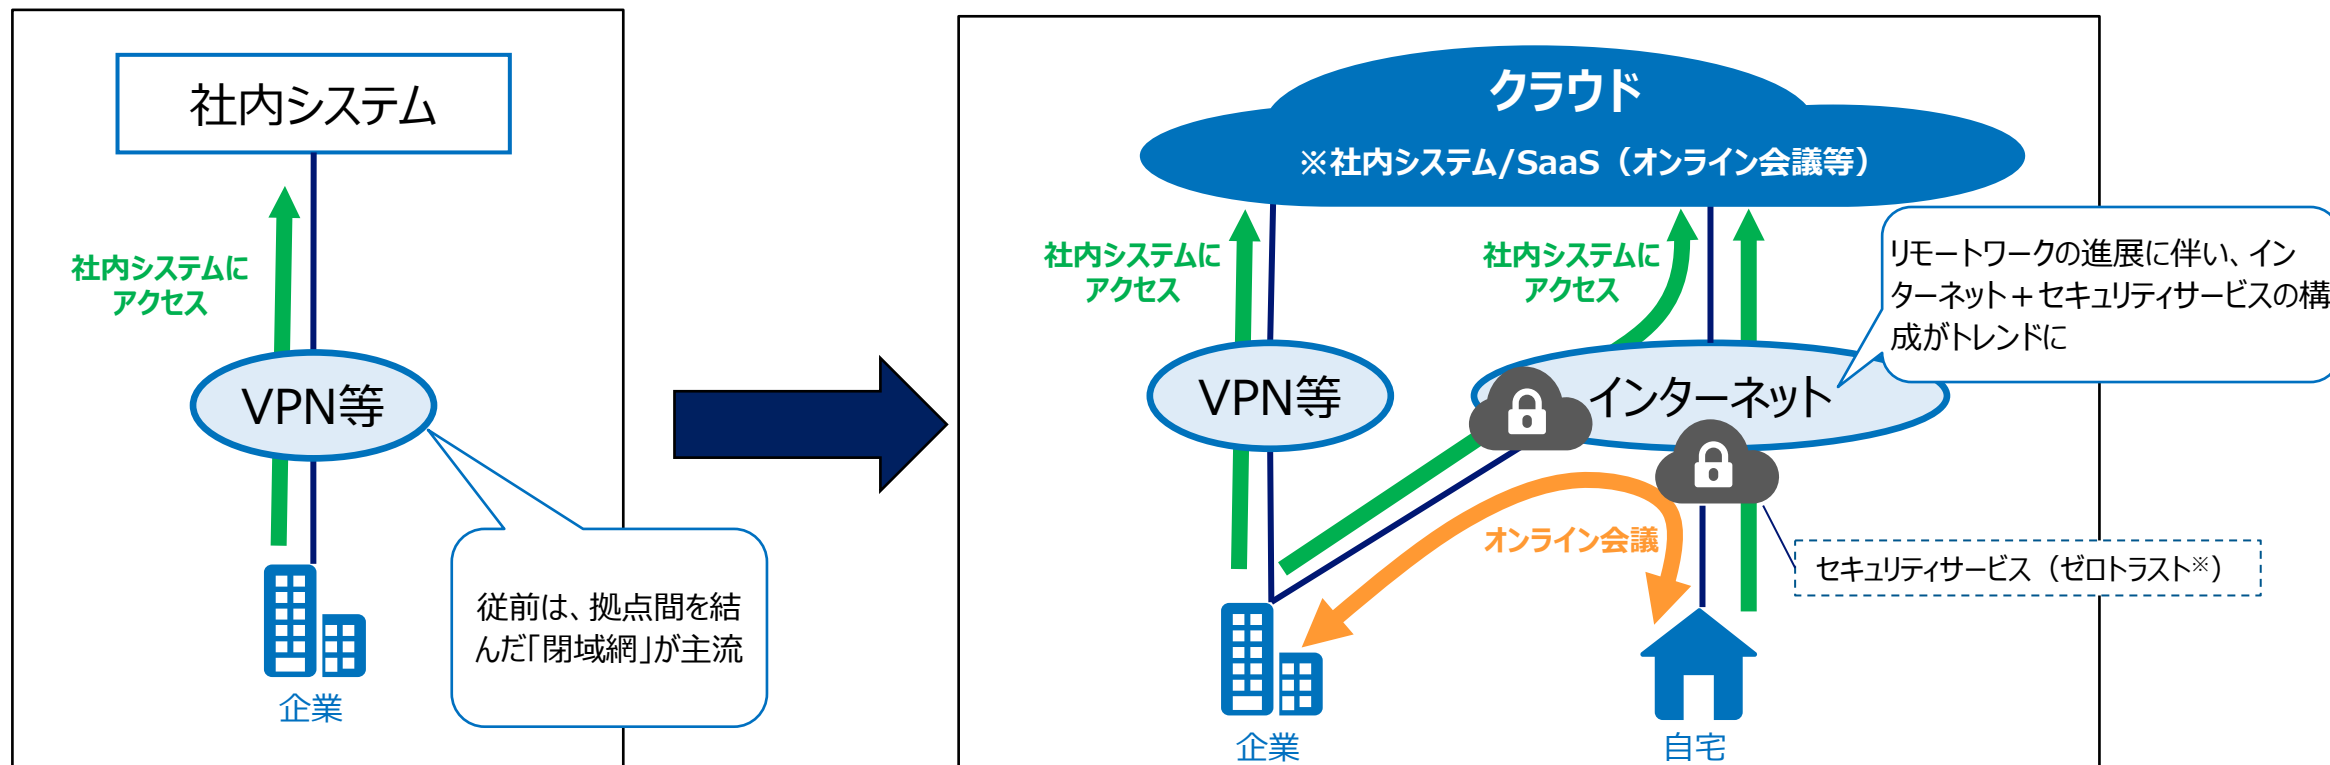 社内システム
社内システムに
アクセス
VPN等
従前は、拠点間を結
んだ「閉域網」が主流
企業
クラウド
※社内システム/SaaS（オンライン会議等）
社内システムに
アクセス
社内システムに
アクセス
リモートワークの進展に伴い、イン
ターネット＋セキュリティサービスの構
成がトレンドに
VPN等
インターネット
オンライン会議
セキュリティサービス（ゼロトラスト※）
企業
自宅